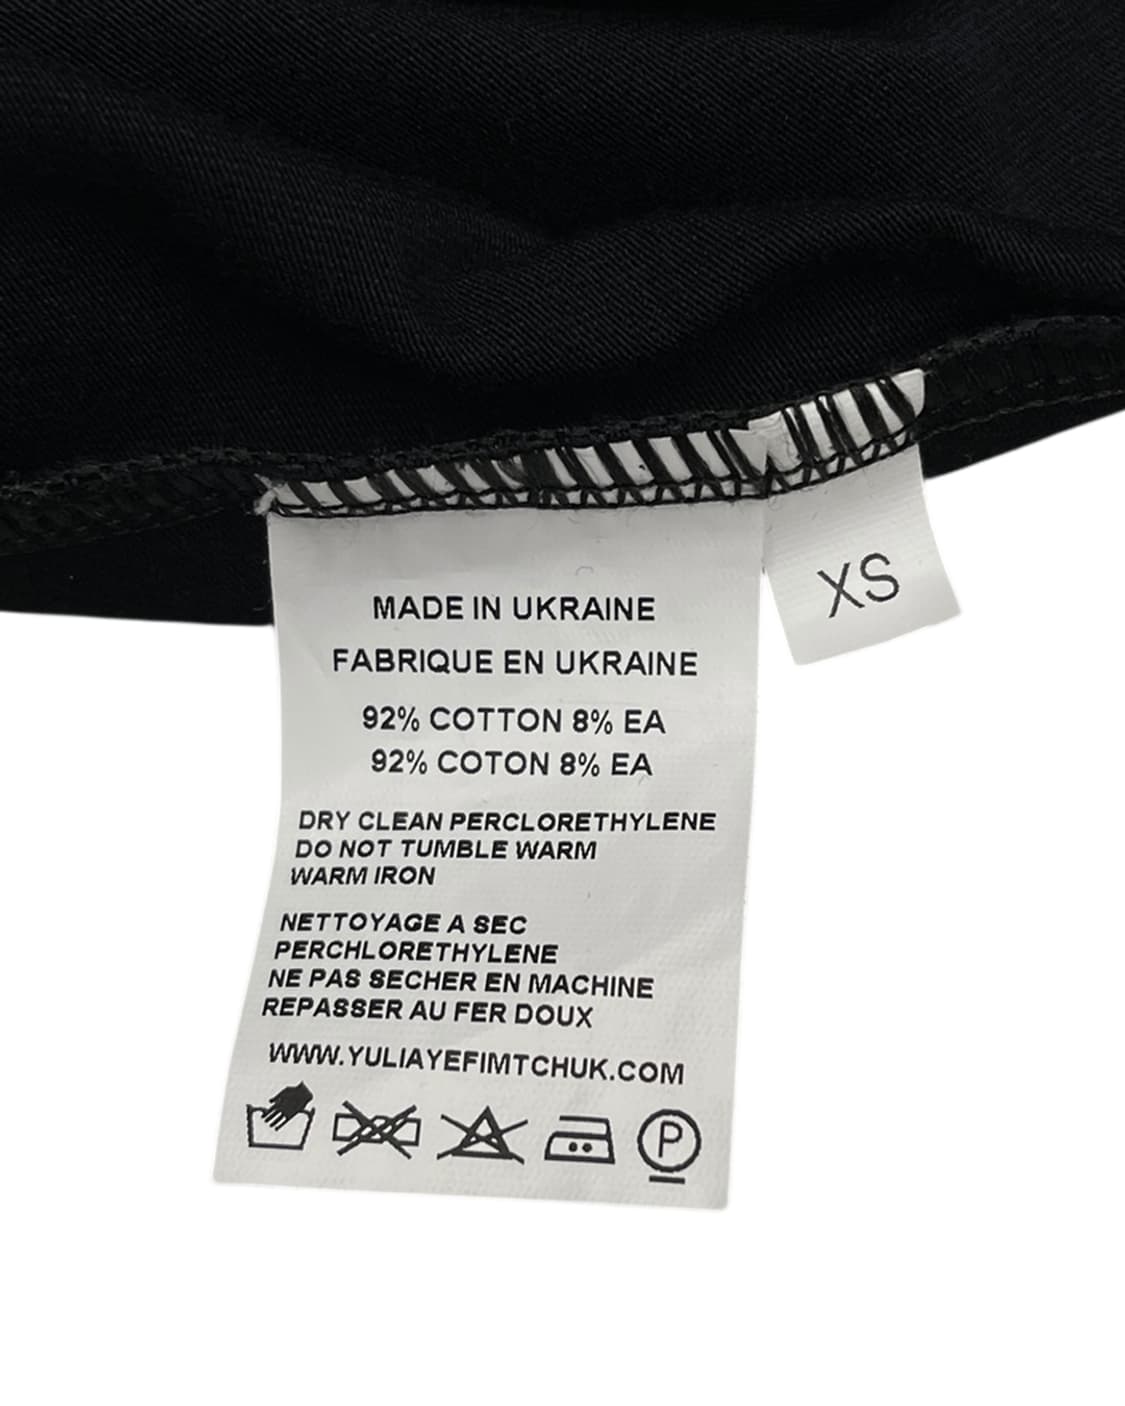 MADE IN UKRAINE
FABRIQUE EN UKRAINE
92% COTTON 8% EA
92% COTON 8% EA
DRY CLEAN PERCLORETHYLENE
DO NOT TUMBLE WARM
WARM IRON
NETTOYAGE A SEC
PERCHLORETHYLENE
NE PAS SECHER EN MACHINE
REPASSER AU FER DOUX
WWW.YULIAYEFIMTCHUK.COM
P
XS